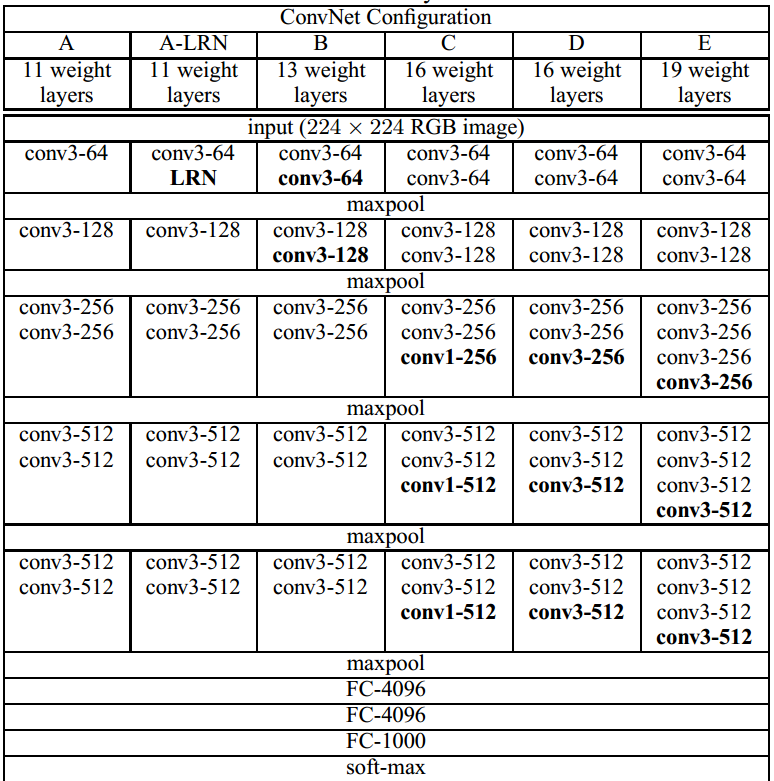 ConvNet Configuration
A A-LRN B C D E
11 weight 11 weight 13 weight 16 weight 16 weight 19 weight
layers layers layers layers layers layers
input (224 × 224 RGB image)
conv3-64 conv3-64 conv3-64 conv3-64 conv3-64 conv3-64
LRN conv3-64 conv3-64 conv3-64 conv3-64
maxpool
conv3-128 conv3-128 conv3-128 conv3-128 conv3-128 conv3-128
conv3-128 conv3-128 conv3-128 conv3-128
maxpool
conv3-256 conv3-256 conv3-256 conv3-256 conv3-256 conv3-256
conv3-256 conv3-256 conv3-256 conv3-256 conv3-256 conv3-256
conv1-256 conv3-256 conv3-256
conv3-256
maxpool
conv3-512 conv3-512 conv3-512 conv3-512 conv3-512 conv3-512
conv3-512 conv3-512 conv3-512 conv3-512 conv3-512 conv3-512
conv1-512 conv3-512 conv3-512
conv3-512
maxpool
conv3-512 conv3-512 conv3-512 conv3-512 conv3-512 conv3-512
conv3-512 conv3-512 conv3-512 conv3-512 conv3-512 conv3-512
conv1-512 conv3-512 conv3-512
conv3-512
maxpool
FC-4096
FC-4096
FC-1000
soft-max